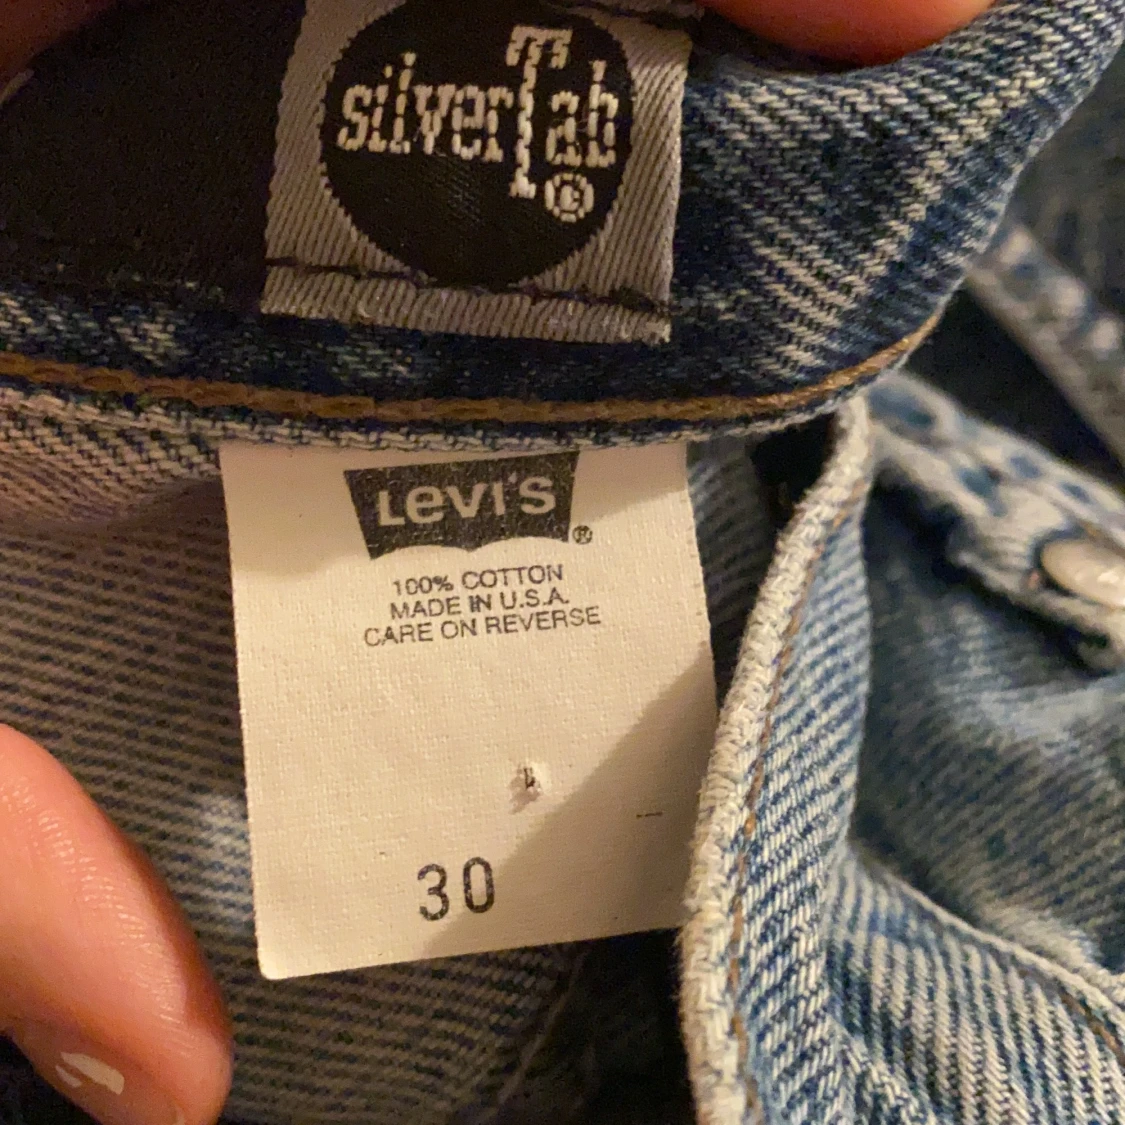 silverTab®
LEVI'S®
100% COTTON
MADE IN U.S.A.
CARE ON REVERSE
30